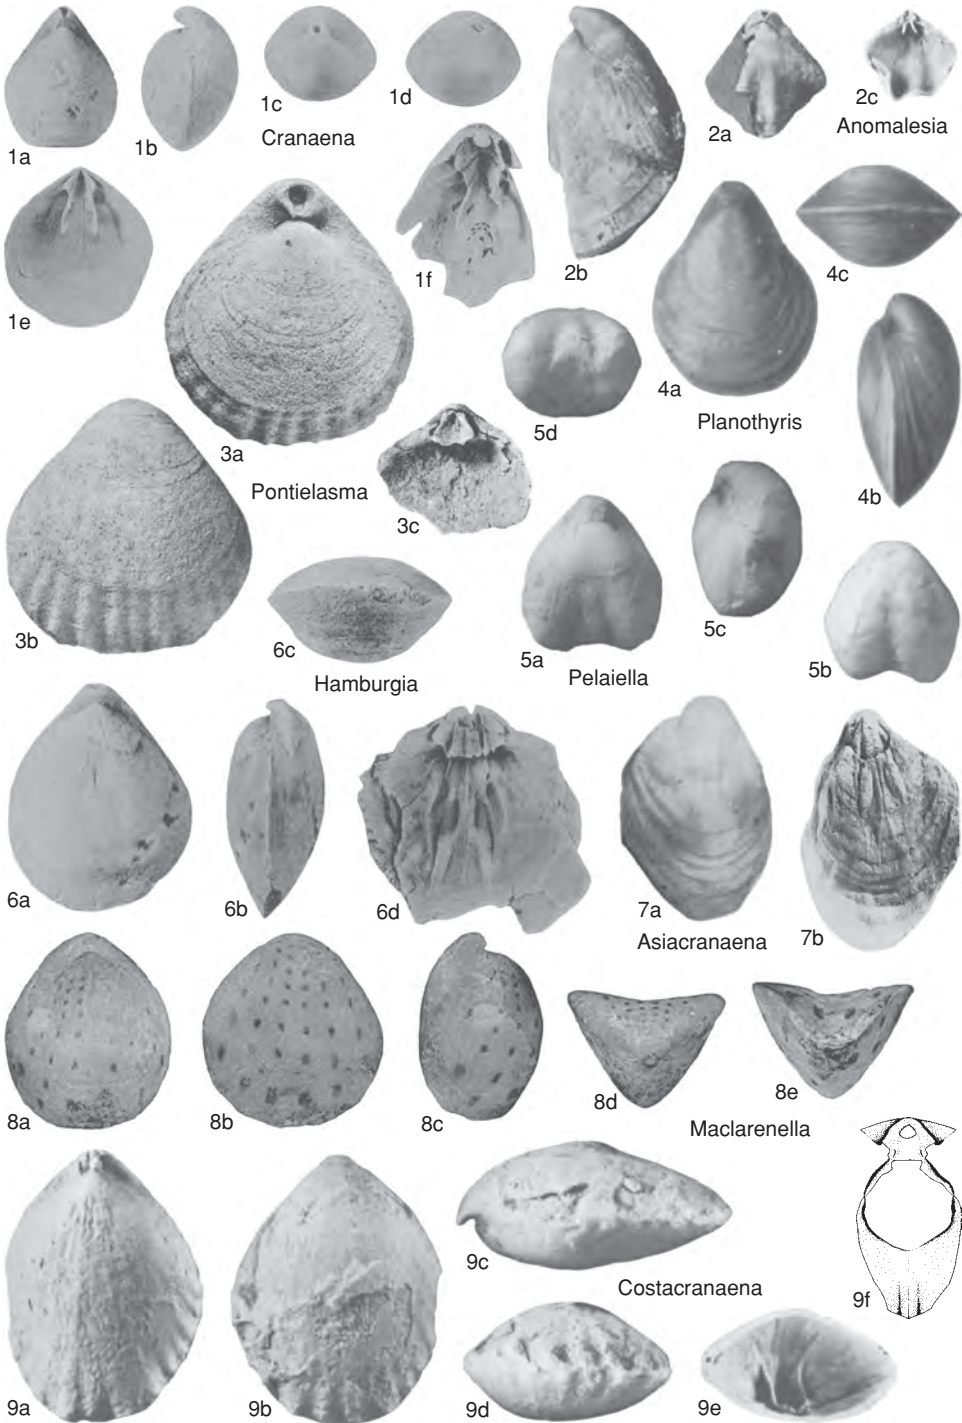 1a
1b
1c
1d
Cranaena
2a
2c
Anomalesia
1e
1f
2b
4c
3a
5d
4a
Planothyris
4b
Pontielasma
3c
3b
6c
5a
5c
5b
Hamburgia
Pelaiella
6a
6b
6d
7a
7b
Asiacranaena
8a
8b
8c
8d
8e
Maclarenella
9c
Costacranaena
9f
9a
9b
9d
9e